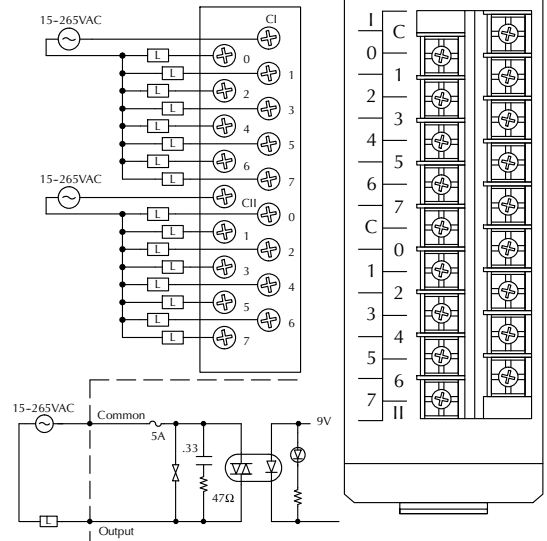 15-265VAC
CI
L 0
L 1
L 2
L 3
L 4
L 5
L 6
L 7
15-265VAC
CII
L 0
L 1
L 2
L 3
L 4
L 5
L 6
L 7
I C
0 1
2 3
4 5
6 7
C 0
1 2
3 4
5 6
7 II
15-265VAC
Common
5A
.33
47Ω
9V
L
Output